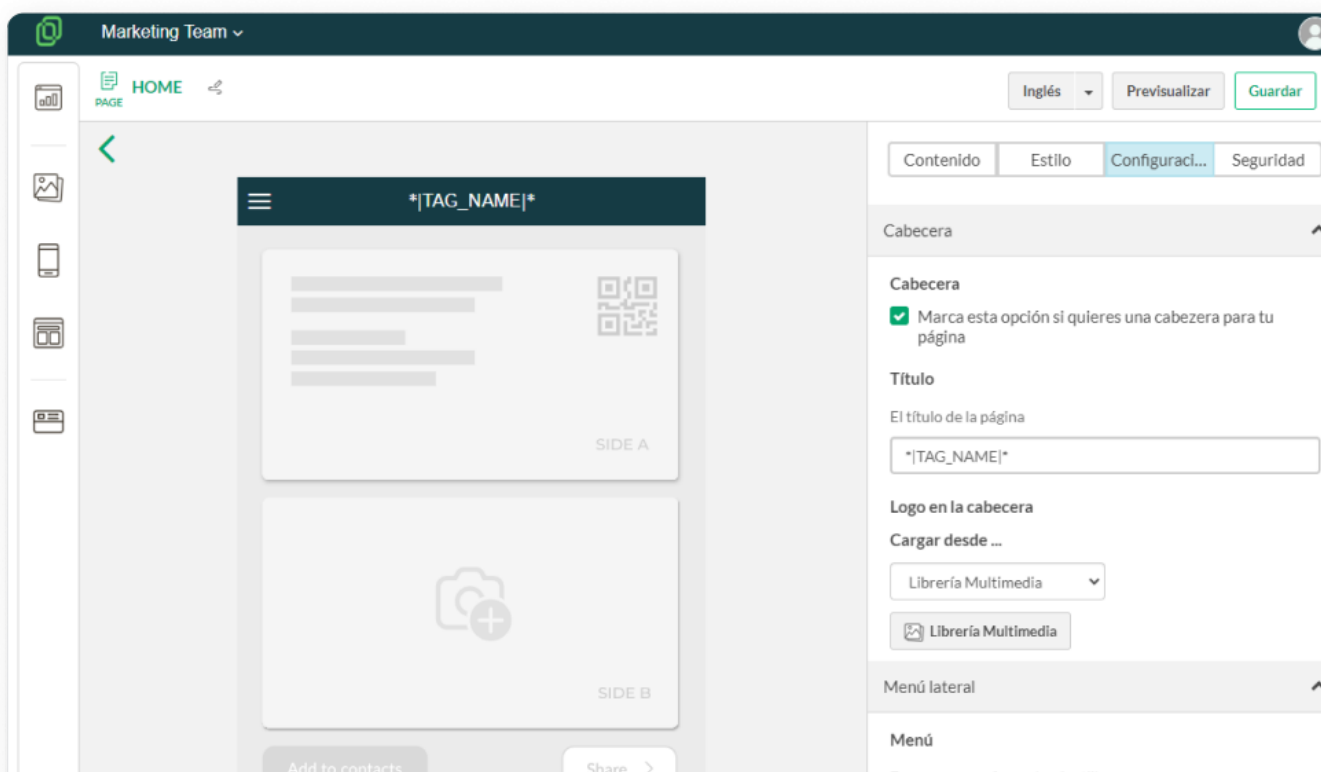 Marketing Team
PAGE
HOME
Inglés
Previsualizar
Guardar
*|TAG_NAME|*
SIDE A
SIDE B
Add to contacts
Share
Contenido
Estilo
Configuraci...
Seguridad
Cabecera
Cabecera
Marca esta opción si quieres una cabezera para tu
página
Título
El título de la página
*|TAG_NAME|*
Logo en la cabecera
Cargar desde ...
Librería Multimedia
Librería Multimedia
Menú lateral
Menú